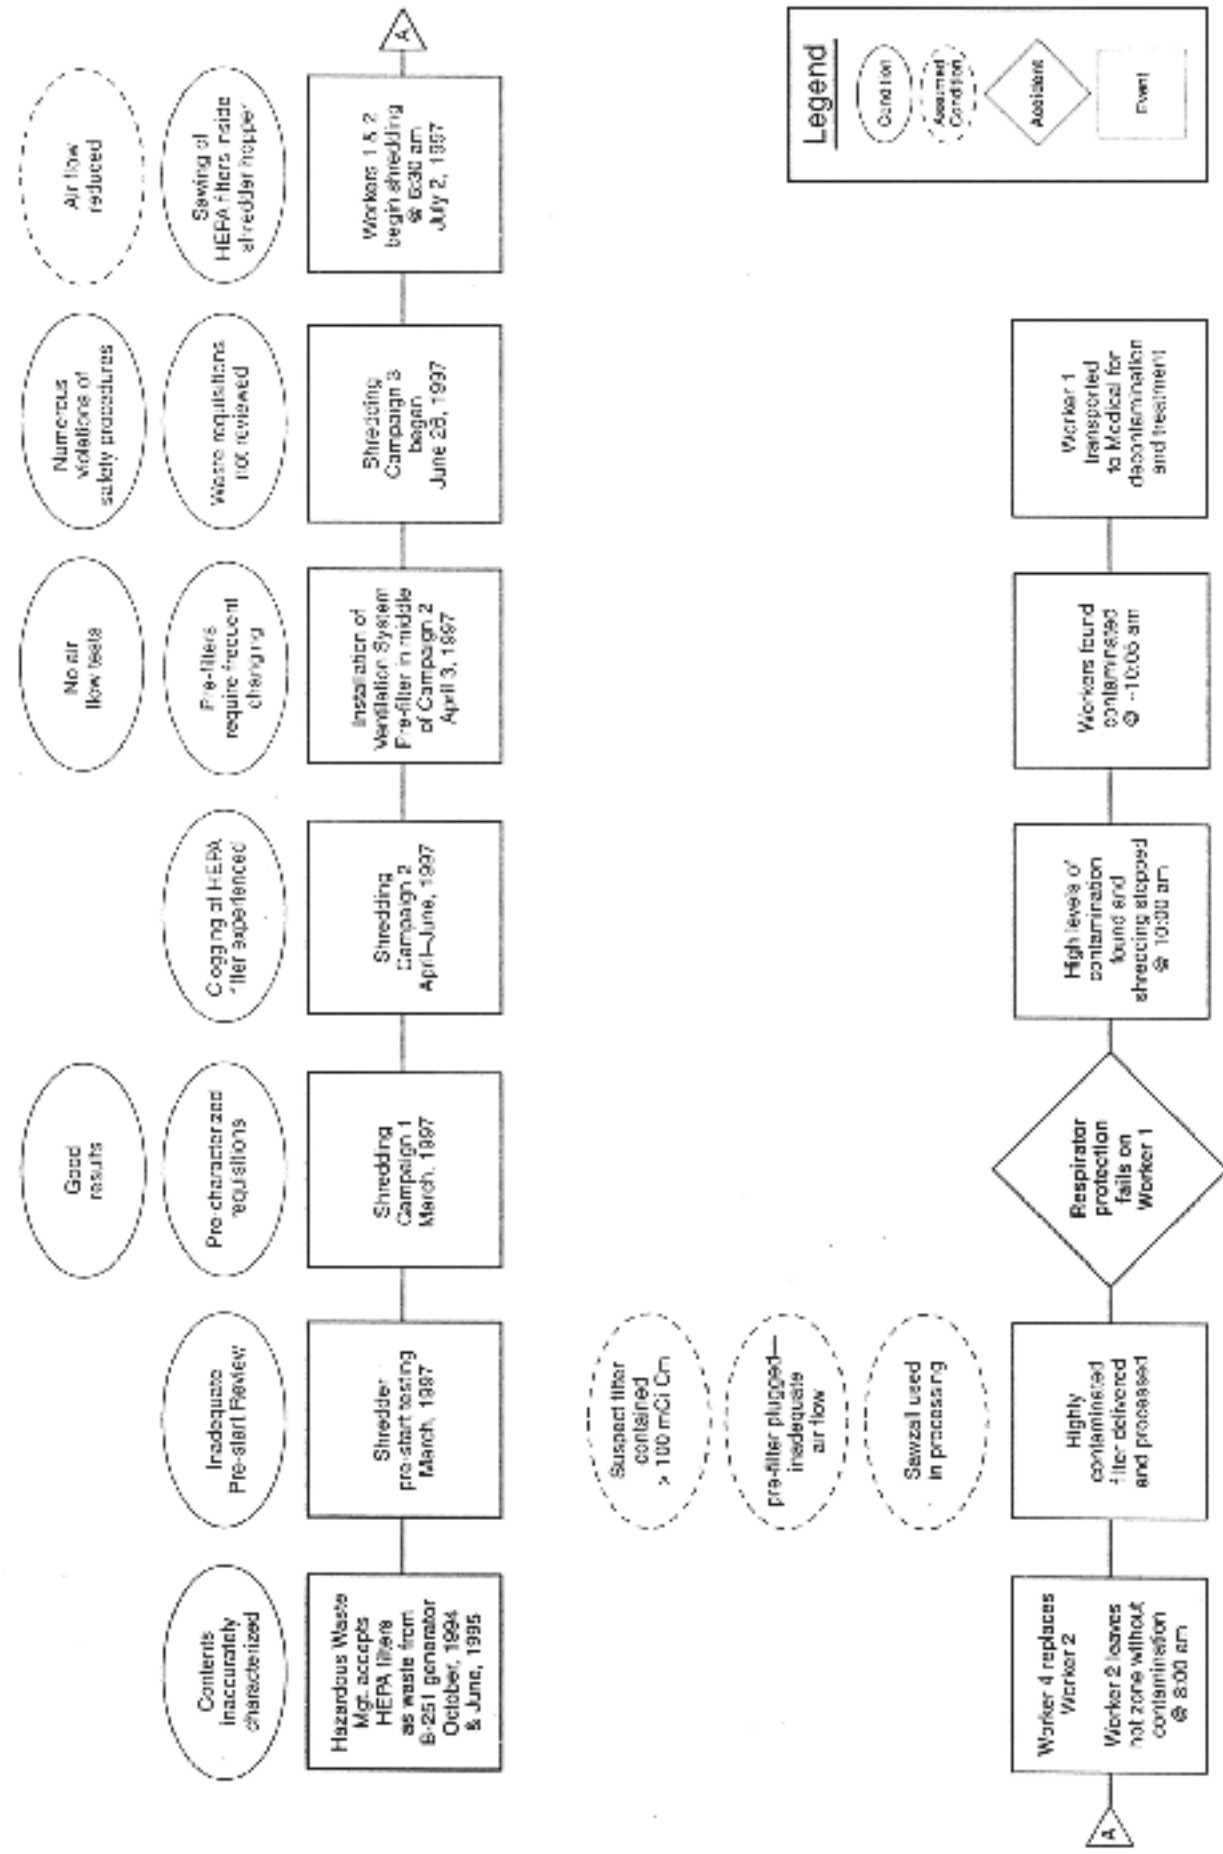 Contents
inaccurately
characterized
Hazardous Waste
Mgt. accepts
HEPA filters
as waste from
B-251 generator
October, 1994
& June, 1995
Inadequate
Pre-start Review
Shredder
pre-start testing
March, 1997
Good
results
Pre-characterized
requisitions
Shredding
Campaign 1
March, 1997
Clogging of HEPA
filter experienced
Shredding
Campaign 2
April–June, 1997
No air
flow tests
Pre-filters
require frequent
changing
Installation of
Ventilation System
Pre-filter in middle
of Campaign 2
April 3, 1997
Numerous
violations of
safety procedures
Waste requisitions
not reviewed
Shredding
Campaign 3
began
June 26, 1997
Air flow
reduced
Sawing of
HEPA filters inside
shredder hopper
Workers 1 & 2
begin shredding
@ 6:30 am
July 2, 1997
A
A
Worker 4 replaces
Worker 2
Worker 2 leaves
hot zone without
contamination
@ 8:00 am
Suspect filter
contained
> 100 mCi Cm
pre-filter plugged—
inadequate
air flow
Sawzall used
in processing
Highly
contaminated
filter delivered
and processed
Respirator
protection
fails on
Worker 1
High levels of
contamination
found and
shredding stopped
@ 10:00 am
Workers found
contaminated
@ ~10:05 am
Worker 1
transported
to Medical for
decontamination
and treatment
Legend
Condition
Assumed
Condition
Accident
Event